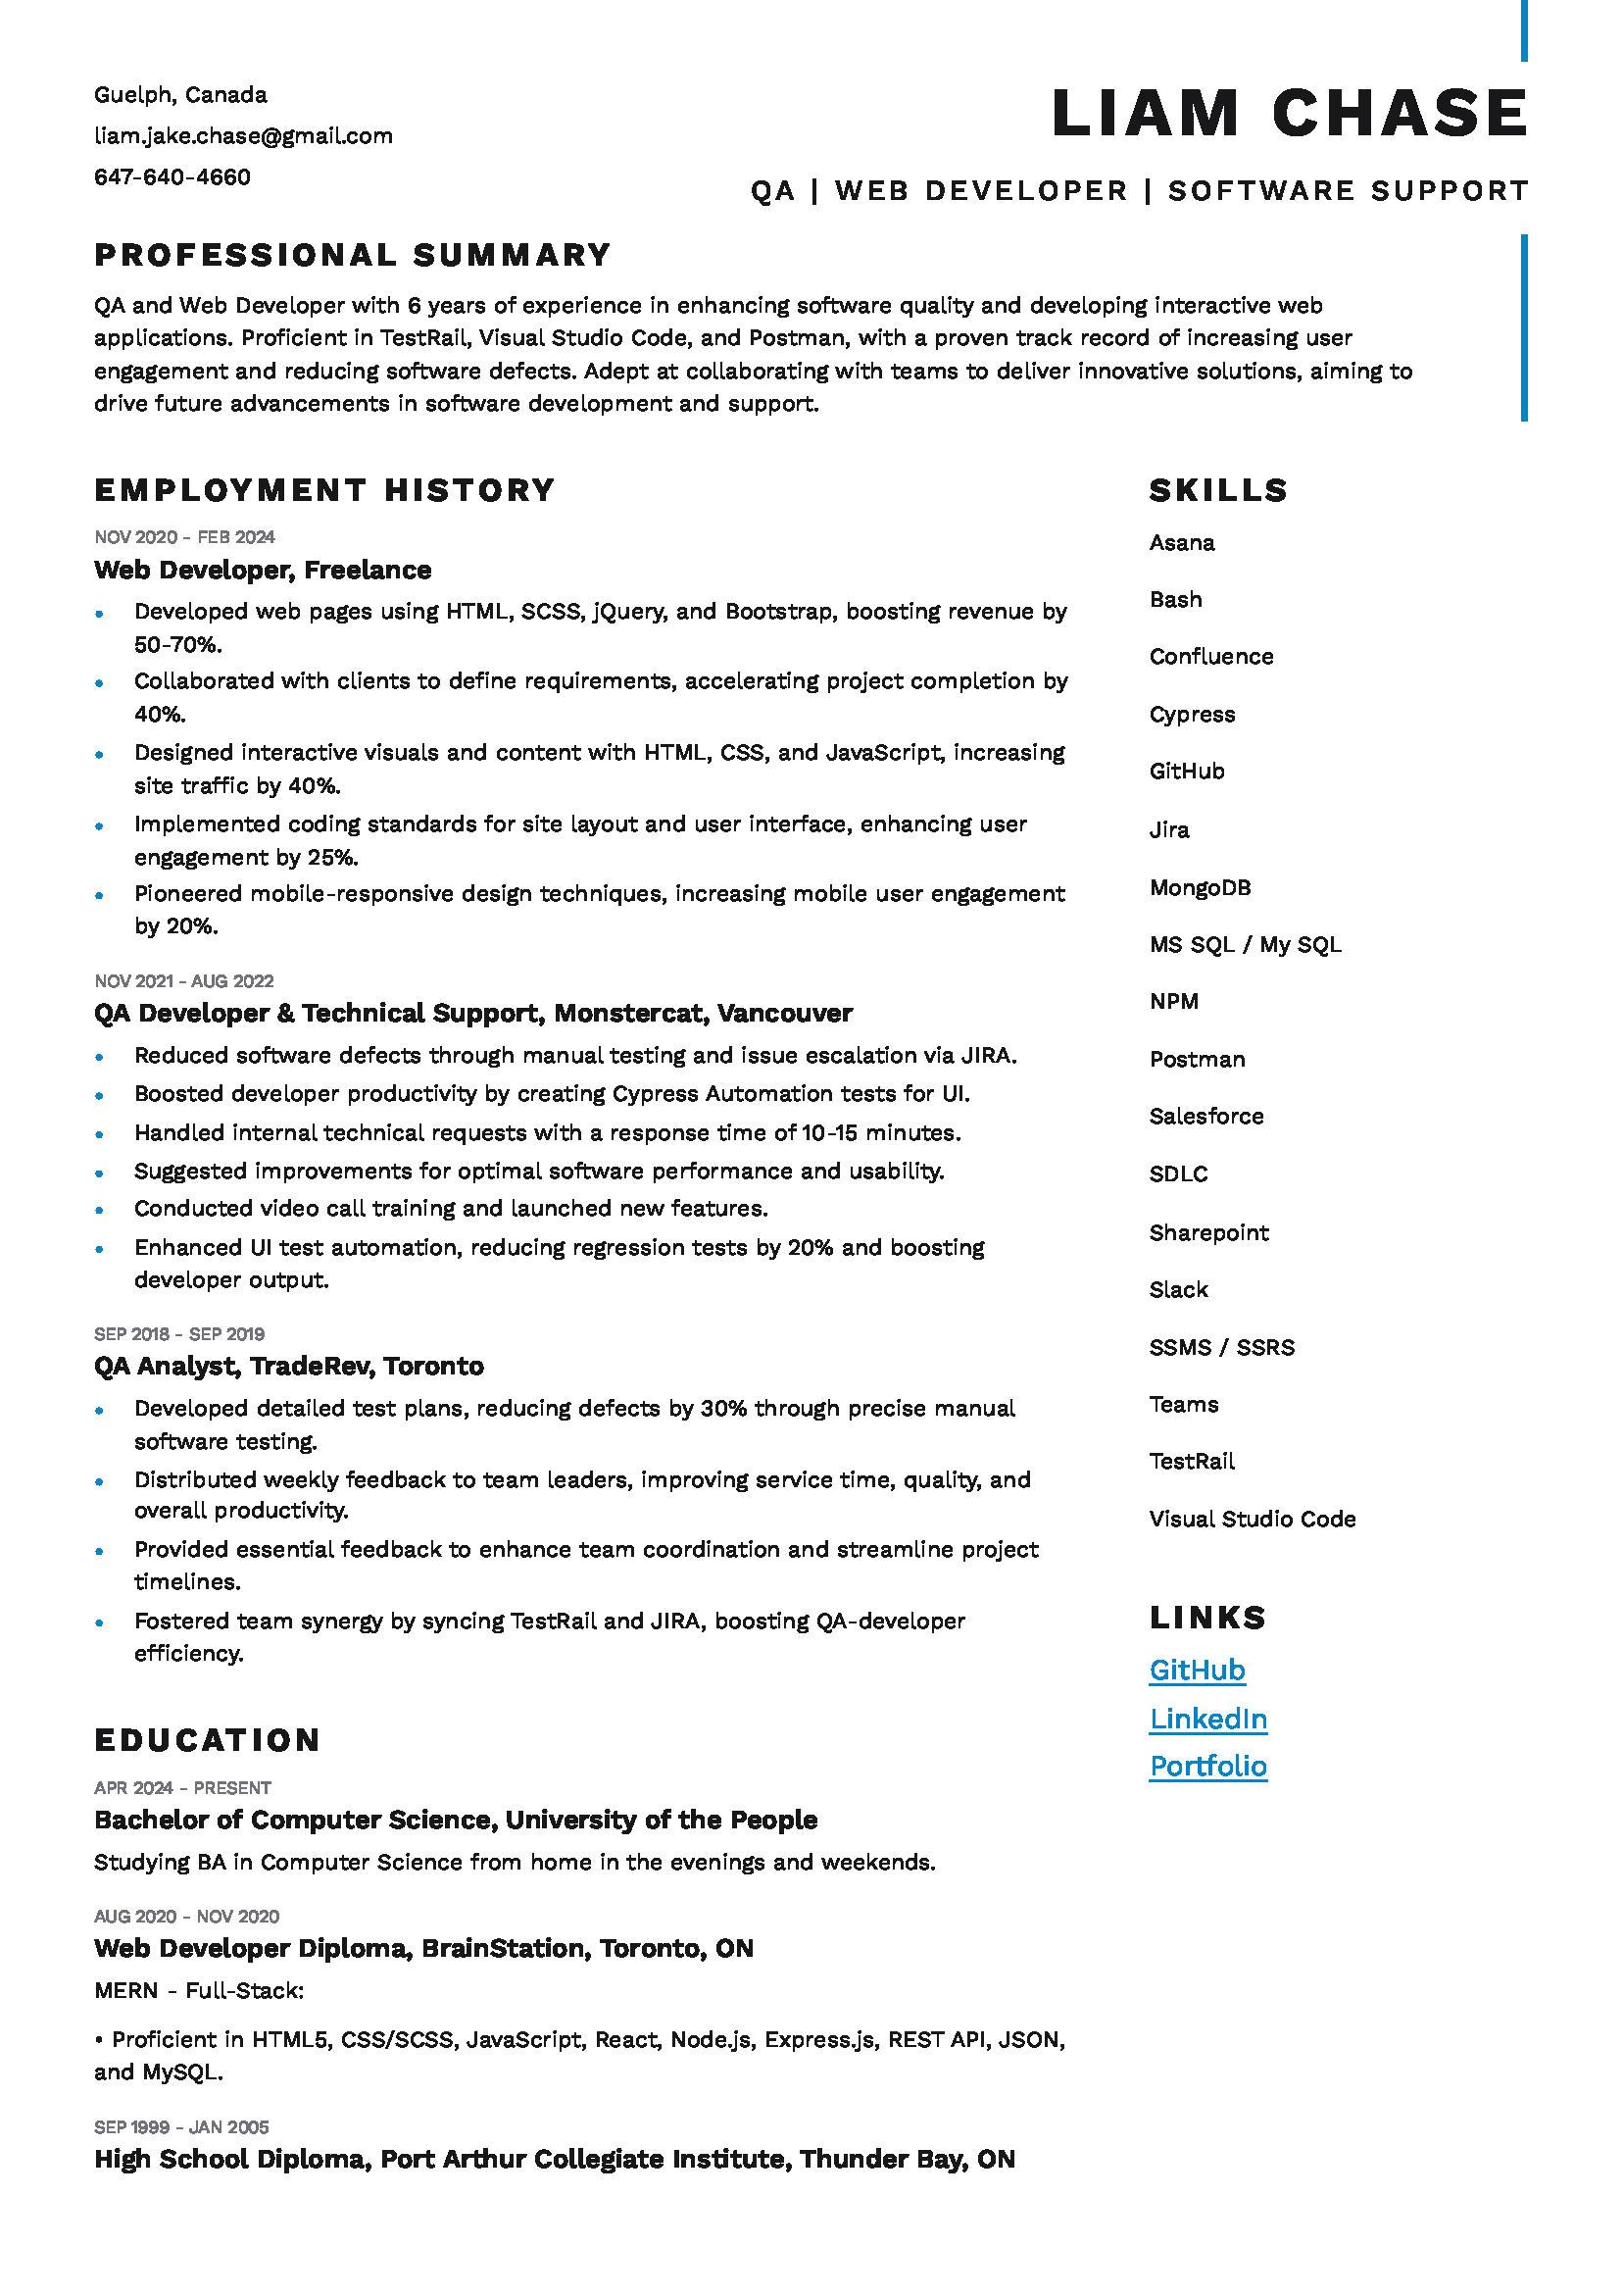 Guelph, Canada
liam.jake.chase@gmail.com
647-640-4660
LIAM CHASE
QA | WEB DEVELOPER | SOFTWARE SUPPORT
PROFESSIONAL SUMMARY
QA and Web Developer with 6 years of experience in enhancing software quality and developing interactive web
applications. Proficient in TestRail, Visual Studio Code, and Postman, with a proven track record of increasing user
engagement and reducing software defects. Adept at collaborating with teams to deliver innovative solutions, aiming to
drive future advancements in software development and support.
EMPLOYMENT HISTORY
NOV 2020 - FEB 2024
Web Developer, Freelance
• Developed web pages using HTML, SCSS, jQuery, and Bootstrap, boosting revenue by
50-70%.
• Collaborated with clients to define requirements, accelerating project completion by
40%.
• Designed interactive visuals and content with HTML, CSS, and JavaScript, increasing
site traffic by 40%.
• Implemented coding standards for site layout and user interface, enhancing user
engagement by 25%.
• Pioneered mobile-responsive design techniques, increasing mobile user engagement
by 20%.
NOV 2021 - AUG 2022
QA Developer & Technical Support, Monstercat, Vancouver
• Reduced software defects through manual testing and issue escalation via JIRA.
• Boosted developer productivity by creating Cypress Automation tests for UI.
• Handled internal technical requests with a response time of 10-15 minutes.
• Suggested improvements for optimal software performance and usability.
• Conducted video call training and launched new features.
• Enhanced UI test automation, reducing regression tests by 20% and boosting
developer output.
SEP 2018 - SEP 2019
QA Analyst, TradeRev, Toronto
• Developed detailed test plans, reducing defects by 30% through precise manual
software testing.
• Distributed weekly feedback to team leaders, improving service time, quality, and
overall productivity.
• Provided essential feedback to enhance team coordination and streamline project
timelines.
• Fostered team synergy by syncing TestRail and JIRA, boosting QA-developer
efficiency.
EDUCATION
APR 2024 - PRESENT
Bachelor of Computer Science, University of the People
Studying BA in Computer Science from home in the evenings and weekends.
AUG 2020 - NOV 2020
Web Developer Diploma, BrainStation, Toronto, ON
MERN - Full-Stack:
• Proficient in HTML5, CSS/SCSS, JavaScript, React, Node.js, Express.js, REST API, JSON,
and MySQL.
SEP 1999 - JAN 2005
High School Diploma, Port Arthur Collegiate Institute, Thunder Bay, ON
SKILLS
Asana
Bash
Confluence
Cypress
GitHub
Jira
MongoDB
MS SQL / My SQL
NPM
Postman
Salesforce
SDLC
Sharepoint
Slack
SSMS / SSRS
Teams
TestRail
Visual Studio Code
LINKS
GitHub
LinkedIn
Portfolio